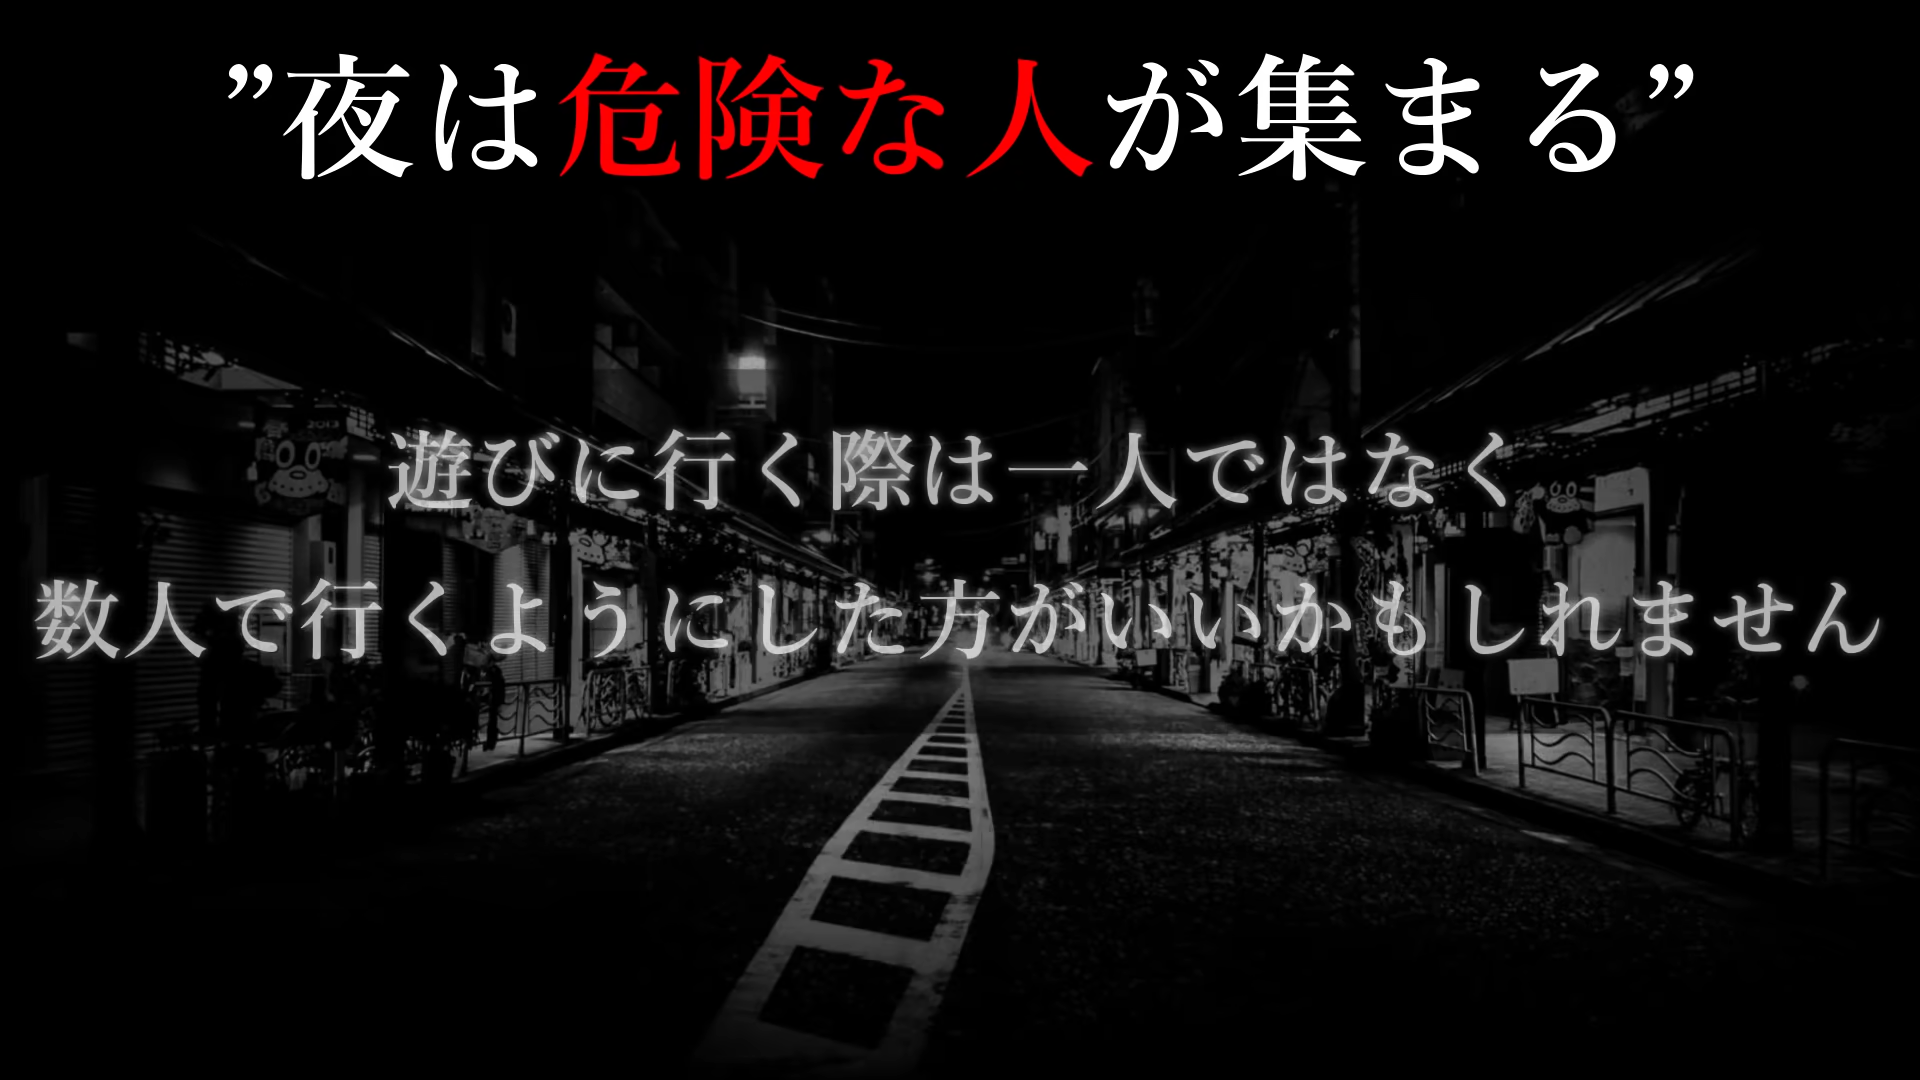 ”夜は危険な人が集まる”
2013
遊びに行く際は一人ではなく
数人で行くようにした方がいいかもしれません